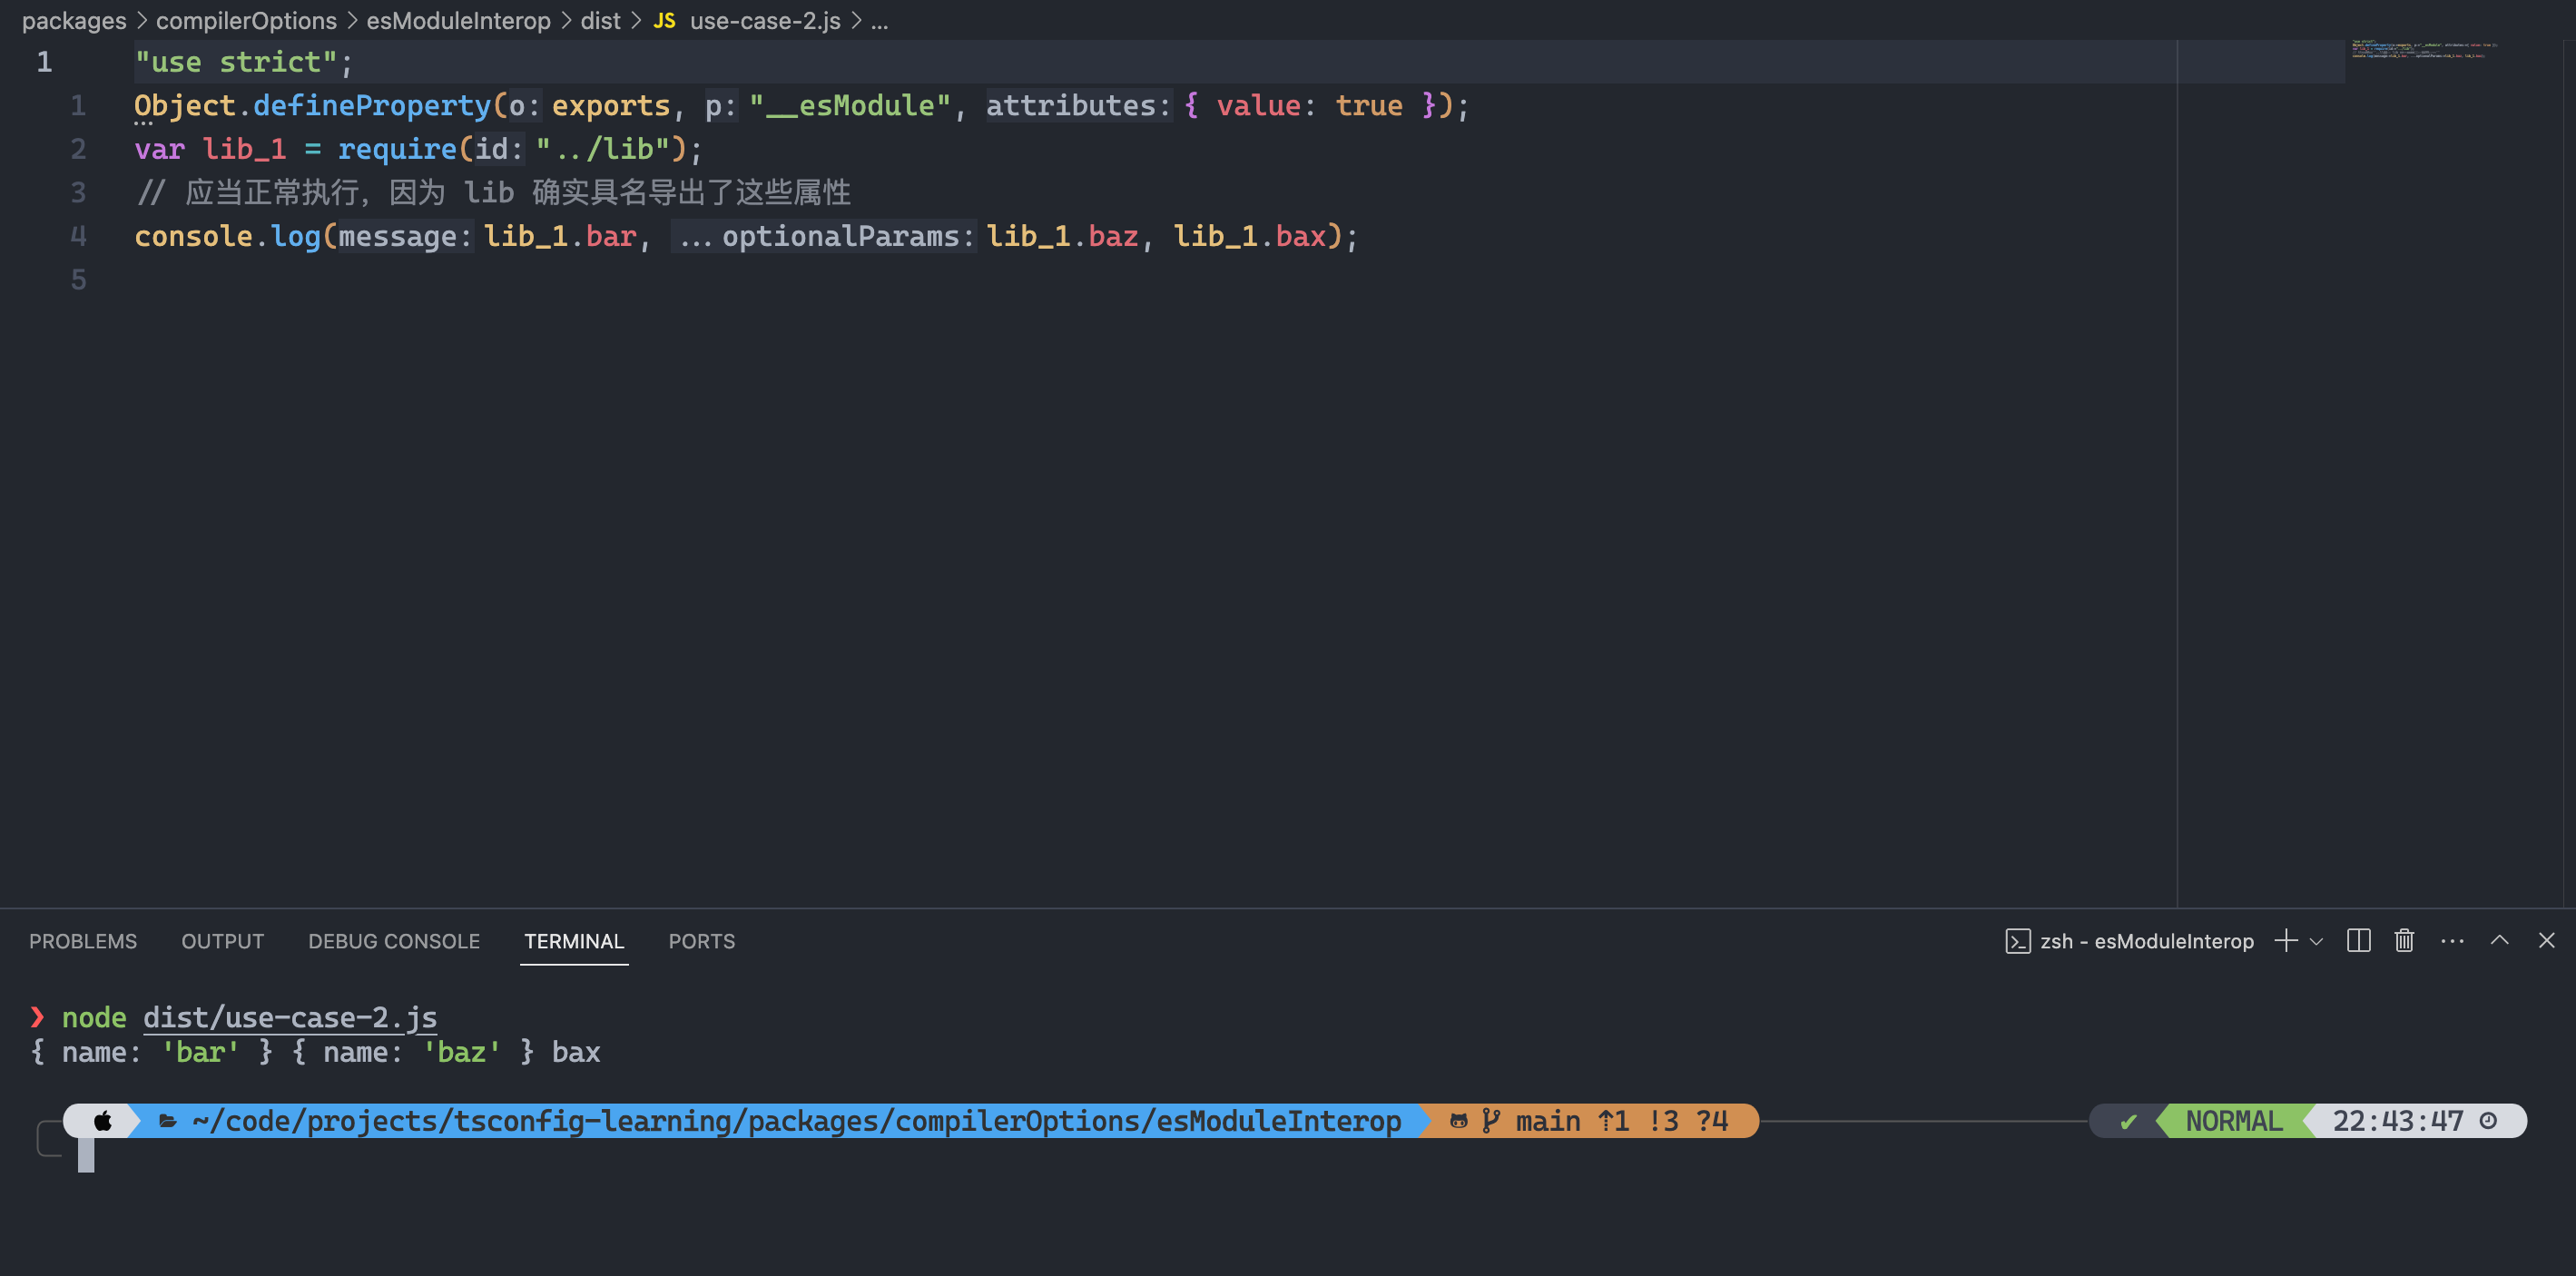 packages > compilerOptions > esModuleInterop > dist > JS use-case-2.js > ...
1 "use strict";
1 Object.defineProperty(o: exports, p: "__esModule", attributes: { value: true });
2 var lib_1 = require(id: "../lib");
3 // 应当正常执行，因为 lib 确实具名导出了这些属性
4 console.log(message: lib_1.bar, ...optionalParams: lib_1.baz, lib_1.bax);
5
PROBLEMS OUTPUT DEBUG CONSOLE TERMINAL PORTS zsh - esModuleInterop
❯ node dist/use-case-2.js
{ name: 'bar' } { name: 'baz' } bax
~/code/projects/tsconfig-learning/packages/compilerOptions/esModuleInterop main ⇡1 !3 ?4 ✔ NORMAL 22:43:47